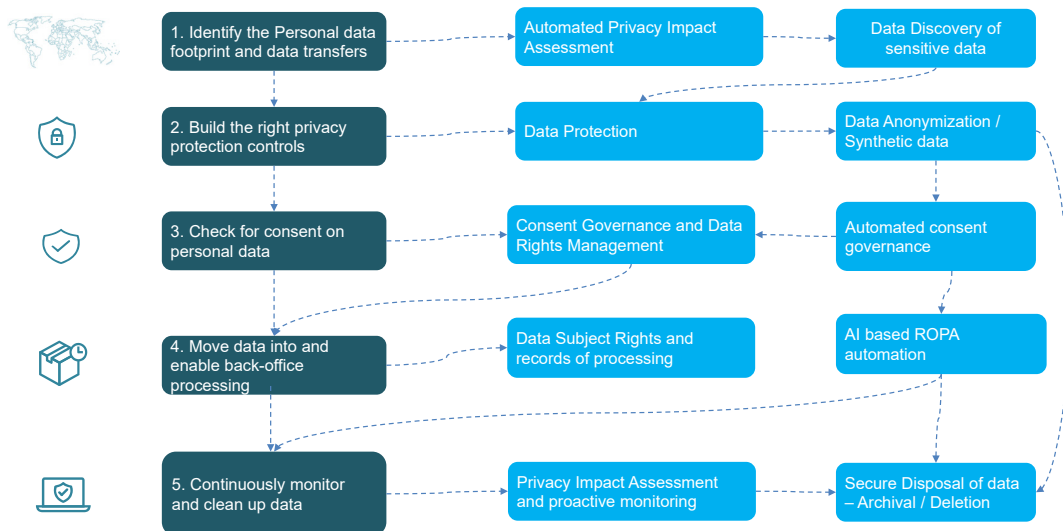 1. Identify the Personal data
footprint and data transfers
Automated Privacy Impact
Assessment
Data Discovery of
sensitive data
2. Build the right privacy
protection controls
Data Protection
Data Anonymization /
Synthetic data
3. Check for consent on
personal data
Consent Governance and Data
Rights Management
Automated consent
governance
4. Move data into and
enable back-office
processing
Data Subject Rights and
records of processing
AI based ROPA
automation
5. Continuously monitor
and clean up data
Privacy Impact Assessment
and proactive monitoring
Secure Disposal of data
– Archival / Deletion